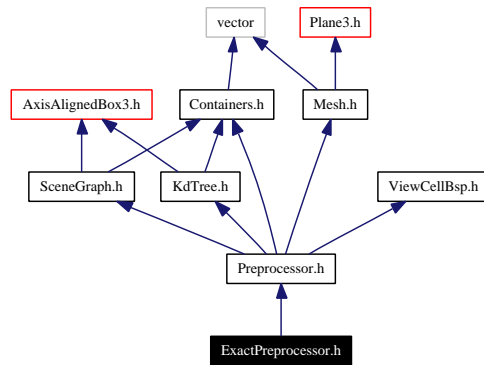 vector
Plane3.h
AxisAlignedBox3.h
Containers.h
Mesh.h
SceneGraph.h
KdTree.h
ViewCellBsp.h
Preprocessor.h
ExactPreprocessor.h